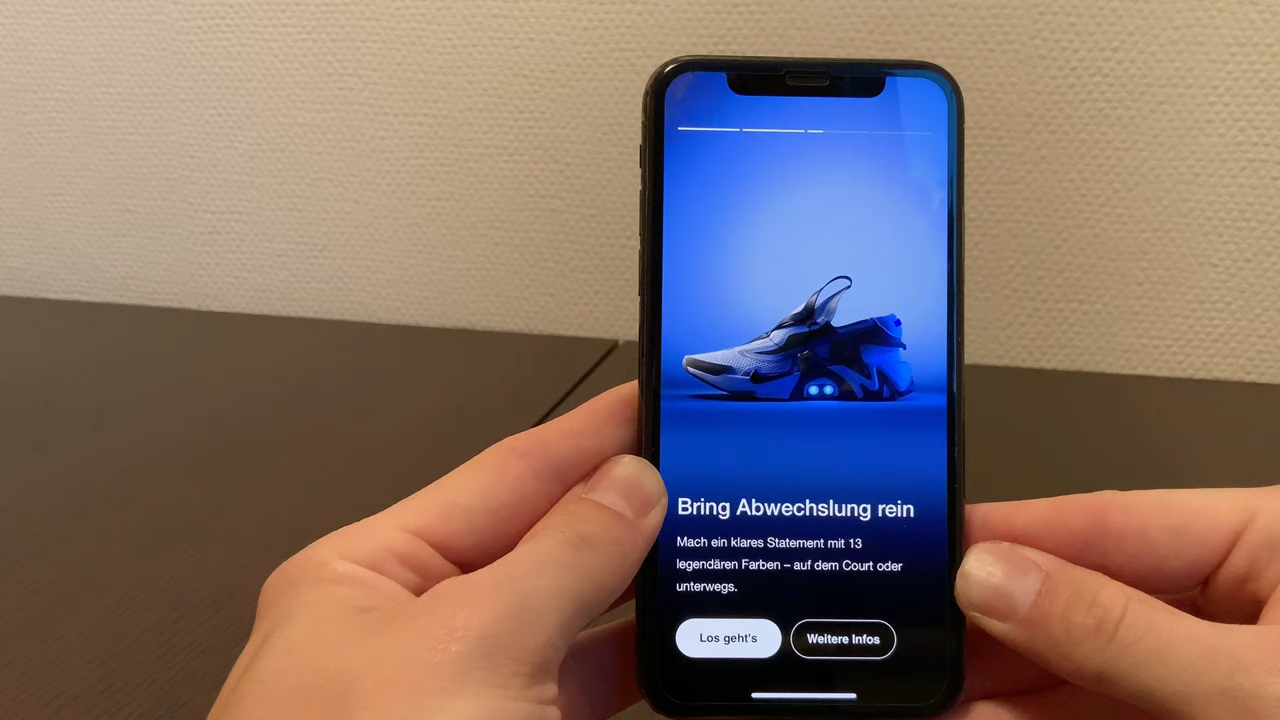 Bring Abwechslung rein
Mach ein klares Statement mit 13
legendären Farben – auf dem Court oder
unterwegs.
Los geht's
Weitere Infos